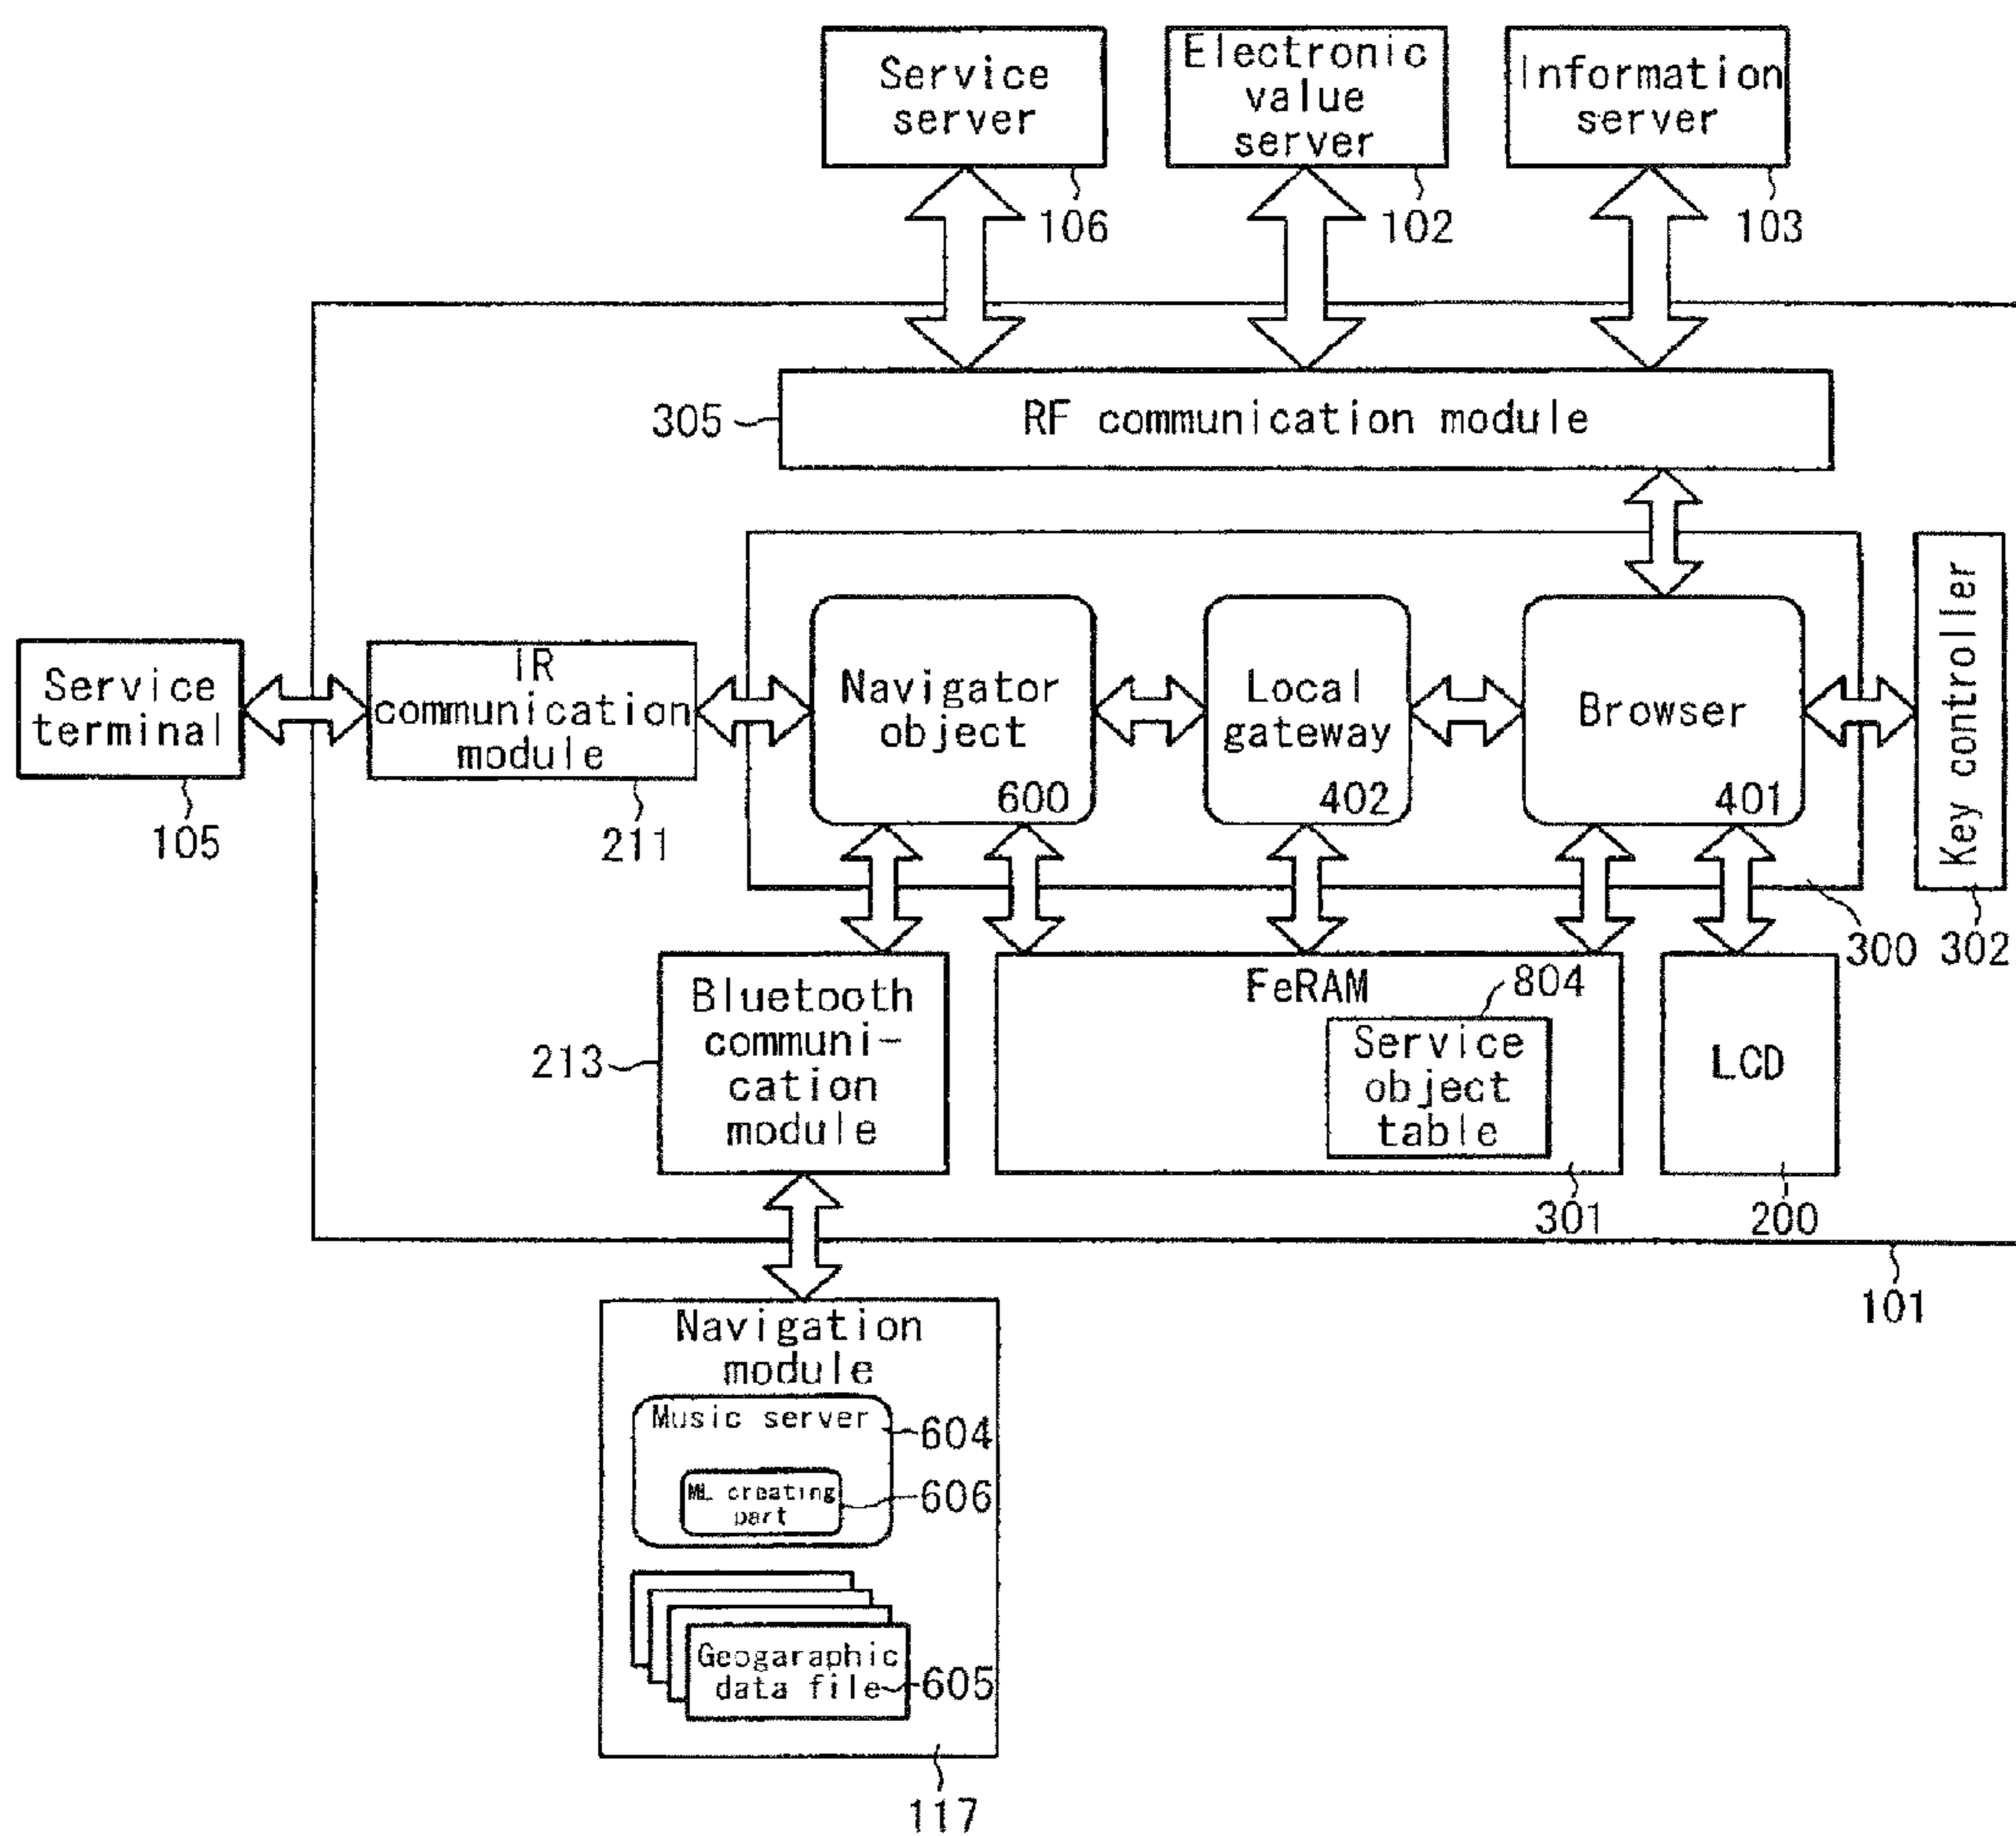 Service
server
106
Electronic
value
server
102
Information
server
103
305
RF communication module
Service
terminal
105
IR
communication
module
211
Navigator
object
600
Local
gateway
402
Browser
401
Key controller
302
300
213
Bluetooth
communi-
cation
module
FeRAM
804
Service
object
table
301
LCD
200
101
Navigation
module
Music server
604
ML creating
part
606
Geogaraphic
data file
605
117